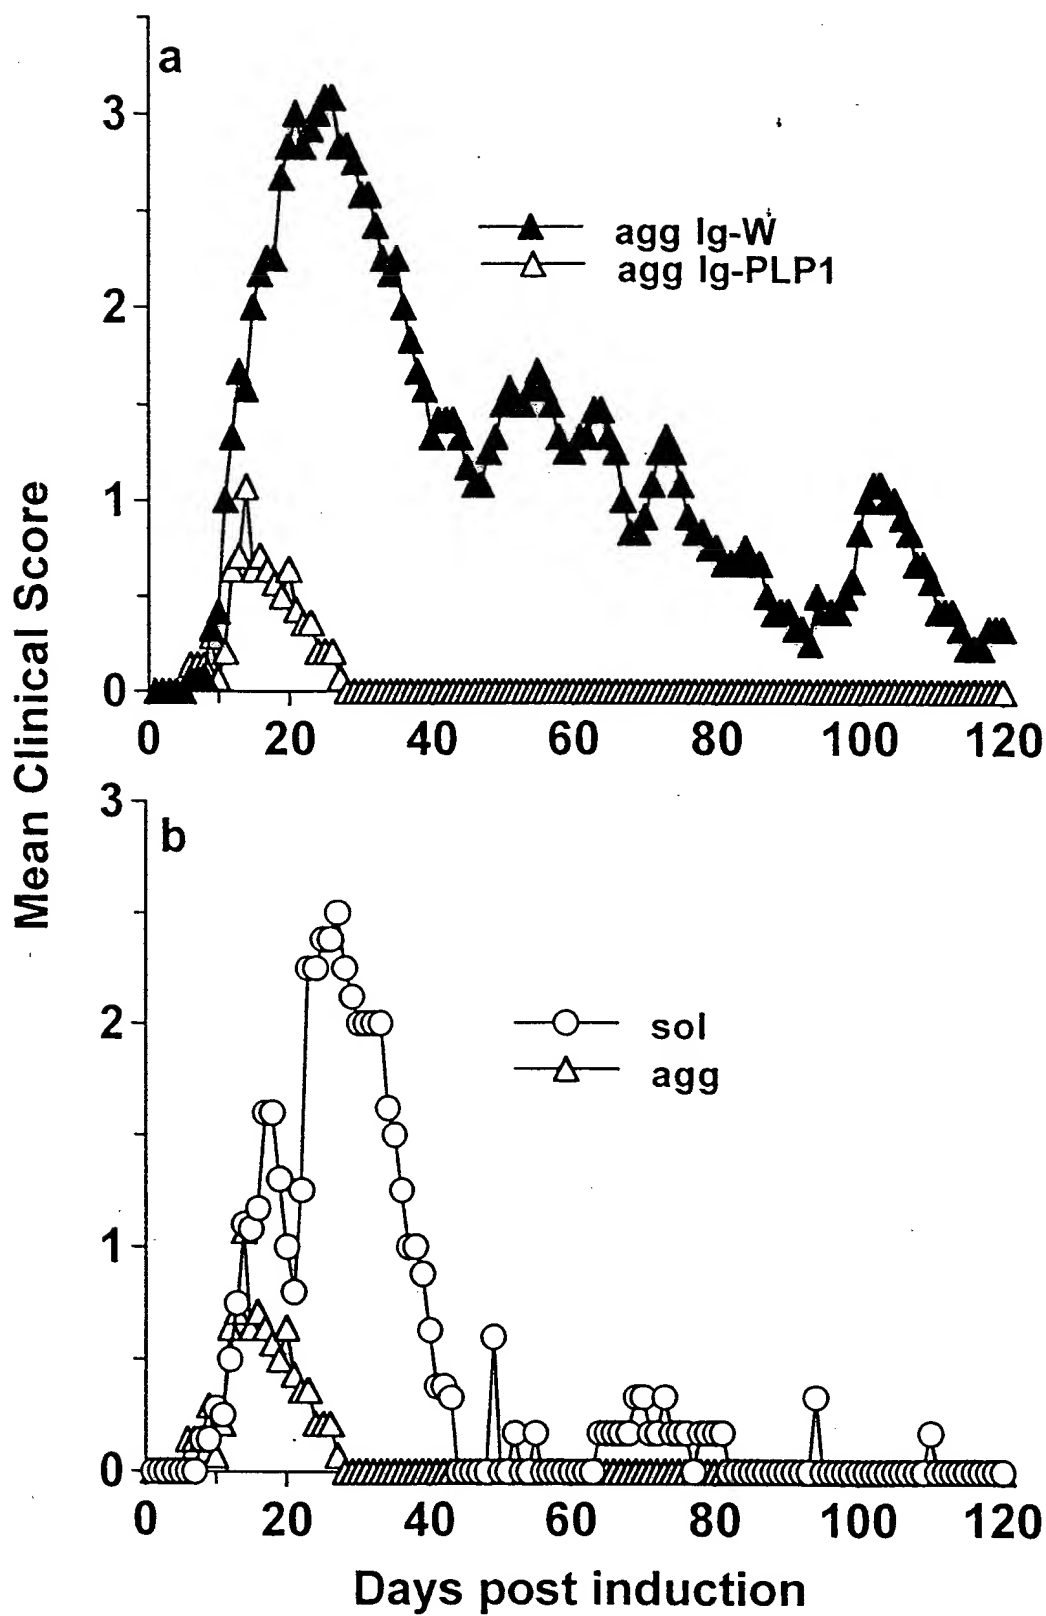 a
3
agg Ig-W
agg Ig-PLP1
2
1
0
0 20 40 60 80 100 120
Mean Clinical Score
3
b
2
sol
agg
1
0
0 20 40 60 80 100 120
Days post induction